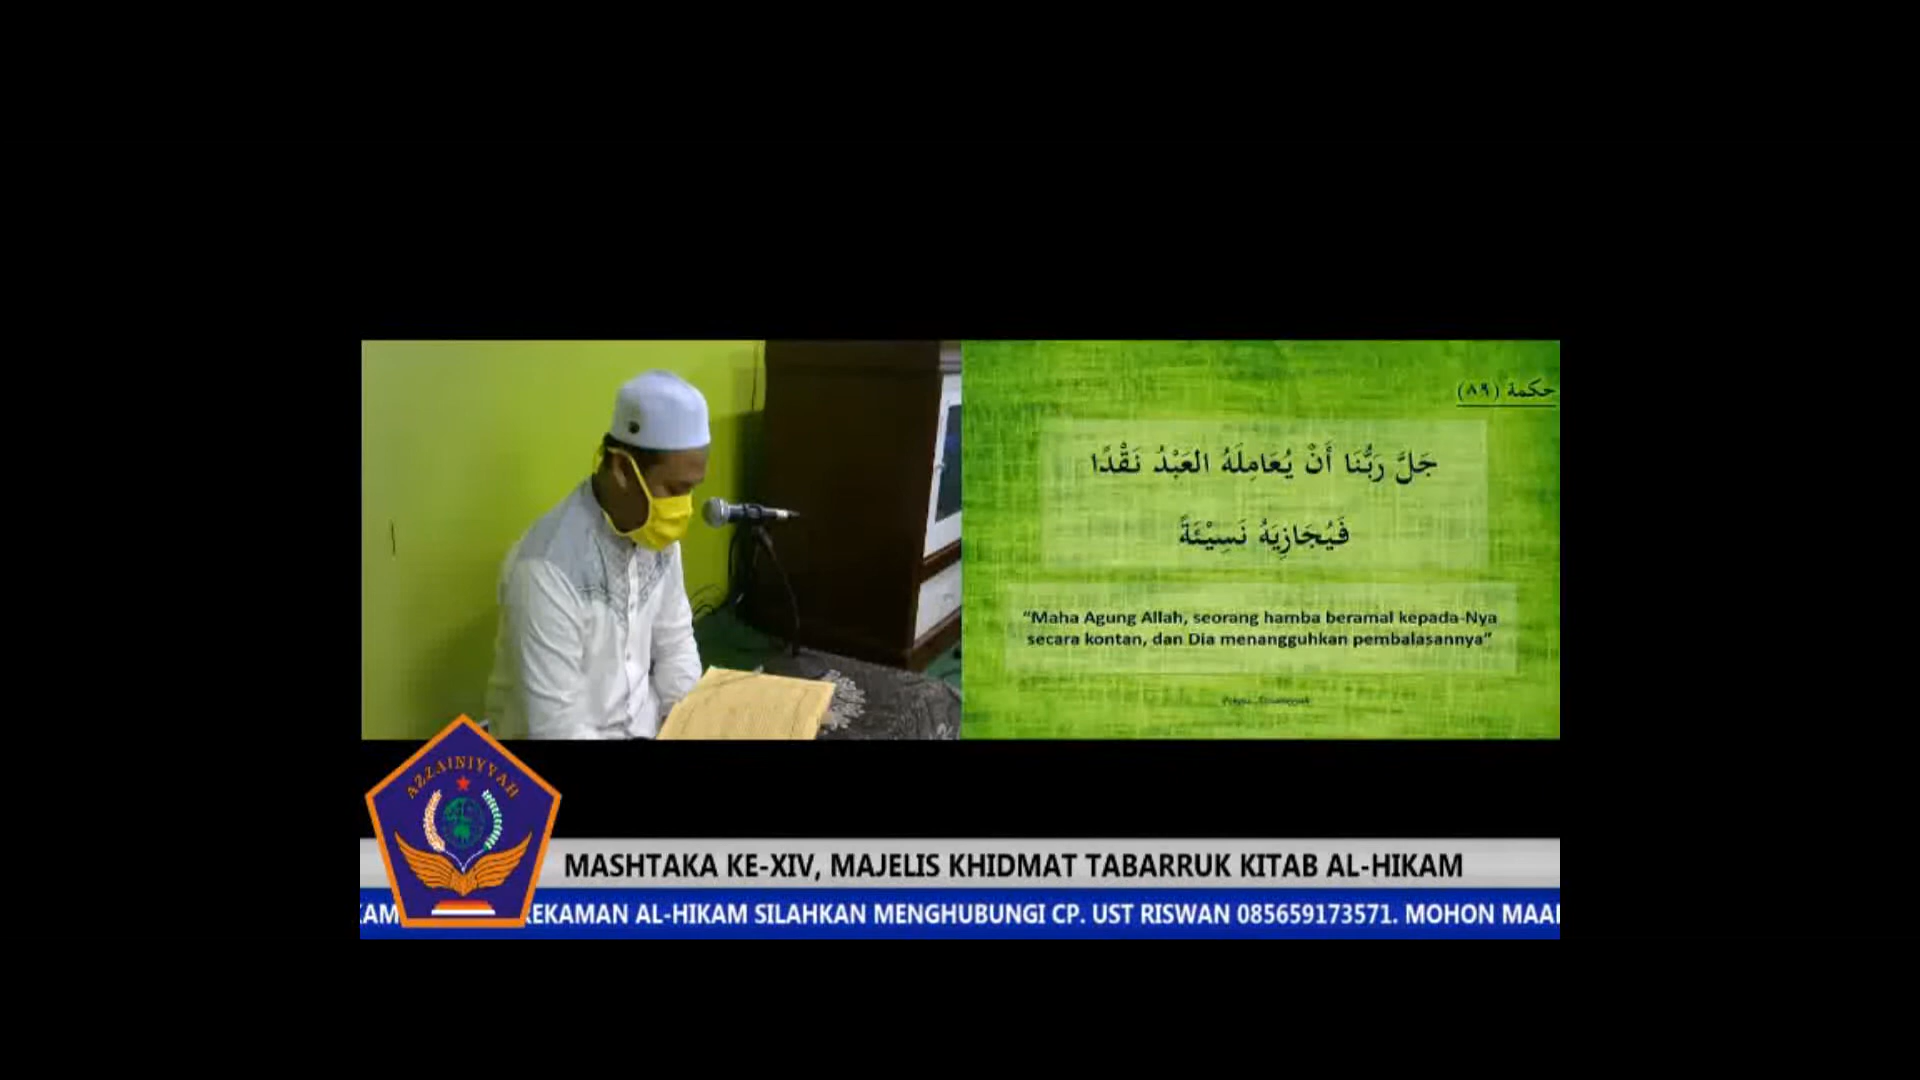 حكمة (٨٩)
جَلَّ رَبُّنَا أَنْ يُعَامِلَهُ العَبْدُ نَقْدًا
فَيُجَازِيَهُ نَسِيْئَةً
“Maha Agung Allah, seorang hamba beramal kepada-Nya
secara kontan, dan Dia menangguhkan pembalasannya”
AZZAINIYYAH
MASHTAKA KE-XIV, MAJELIS KHIDMAT TABARRUK KITAB AL-HIKAM
EKAMAN AL-HIKAM SILAHKAN MENGHUBUNGI CP. UST RISWAN 085659173571. MOHON MAA